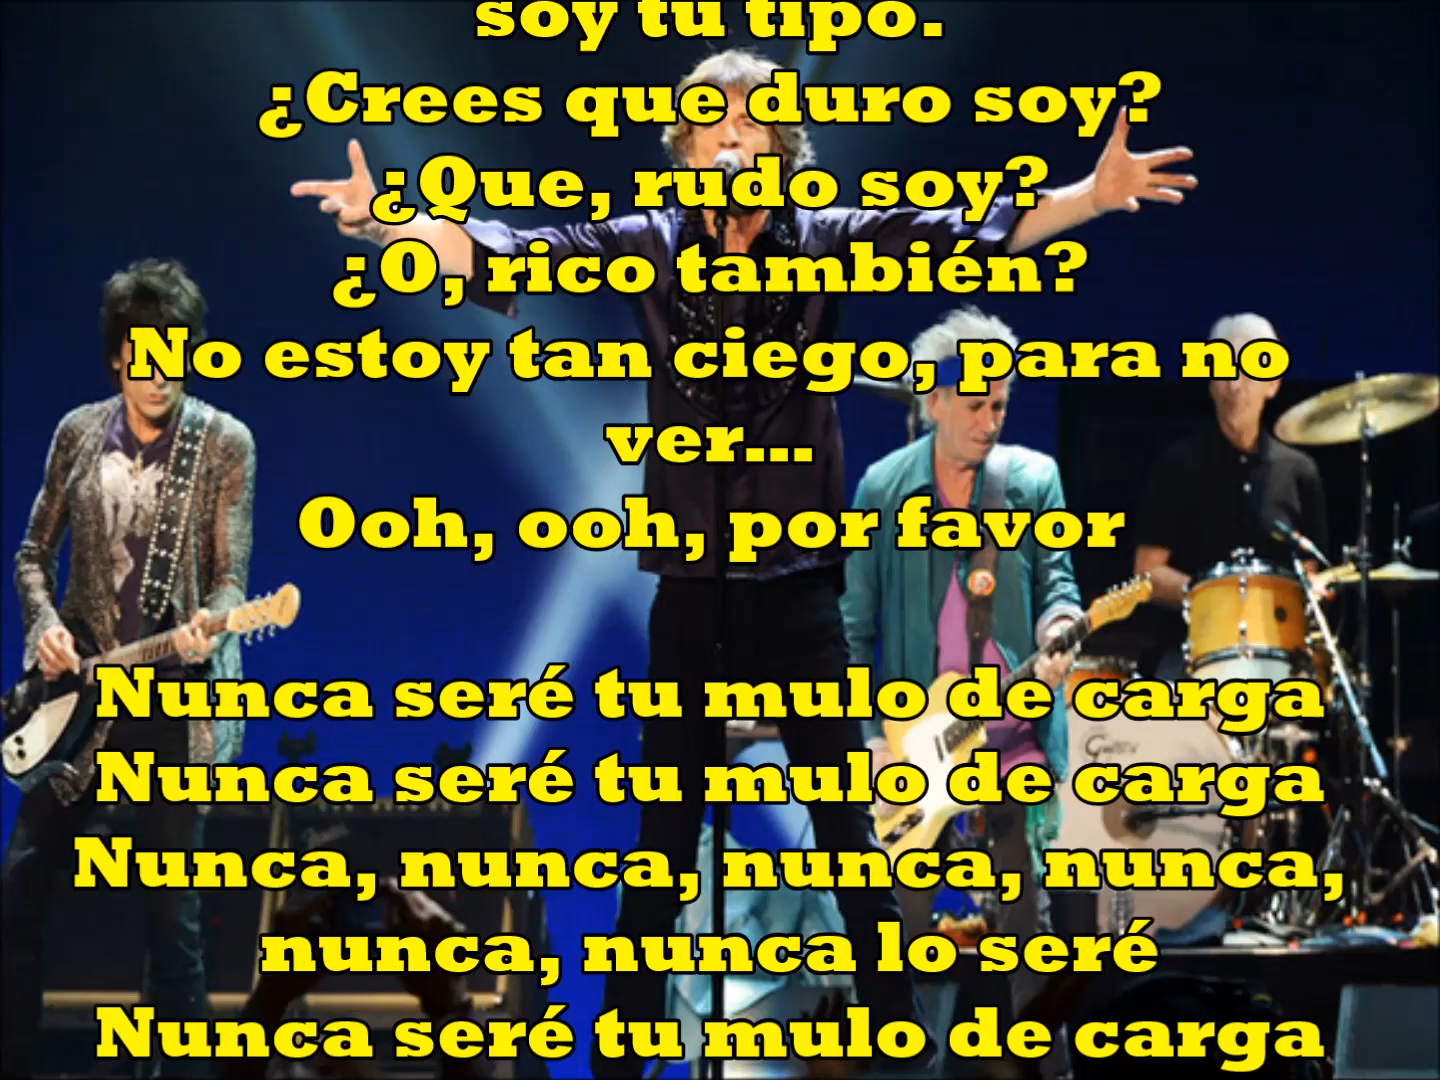 soy tu tipo.
¿Crees que duro soy?
¿Que, rudo soy?
¿O, rico también?
No estoy tan ciego, para no
ver...
Ooh, ooh, por favor
Nunca seré tu mulo de carga
Nunca seré tu mulo de carga
Nunca, nunca, nunca, nunca,
nunca, nunca lo seré
Nunca seré tu mulo de carga